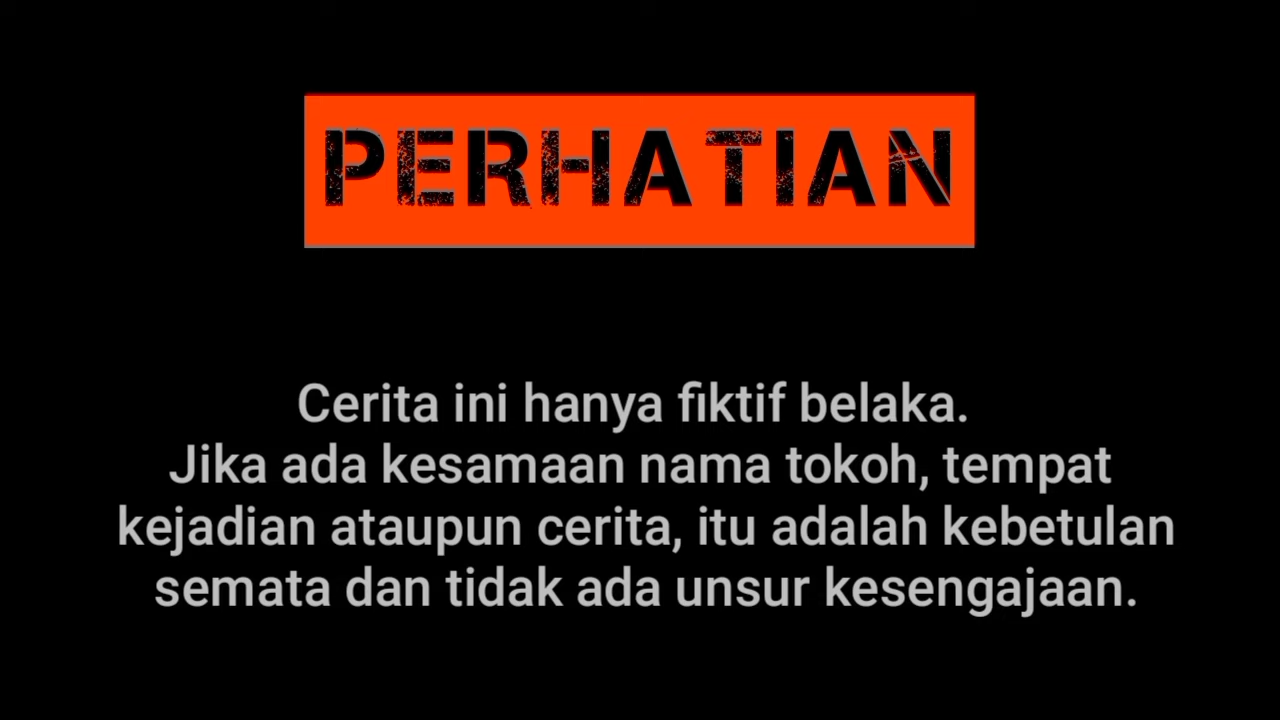 PERHATIAN
Cerita ini hanya fiktif belaka.
Jika ada kesamaan nama tokoh, tempat
kejadian ataupun cerita, itu adalah kebetulan
semata dan tidak ada unsur kesengajaan.